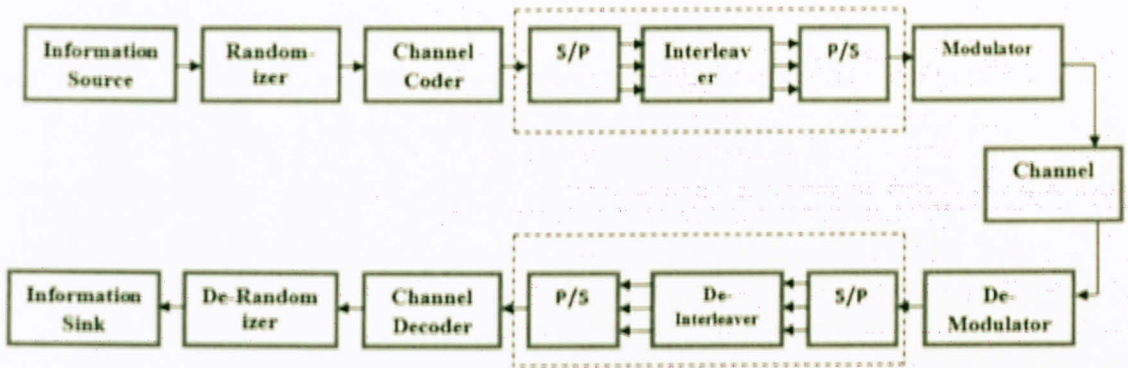 Information
Source
Random-
izer
Channel
Coder
S/P
Interleav
er
P/S
Modulator
Channel
Information
Sink
De-Random
izer
Channel
Decoder
P/S
De-
Interleaver
S/P
De-
Modulator